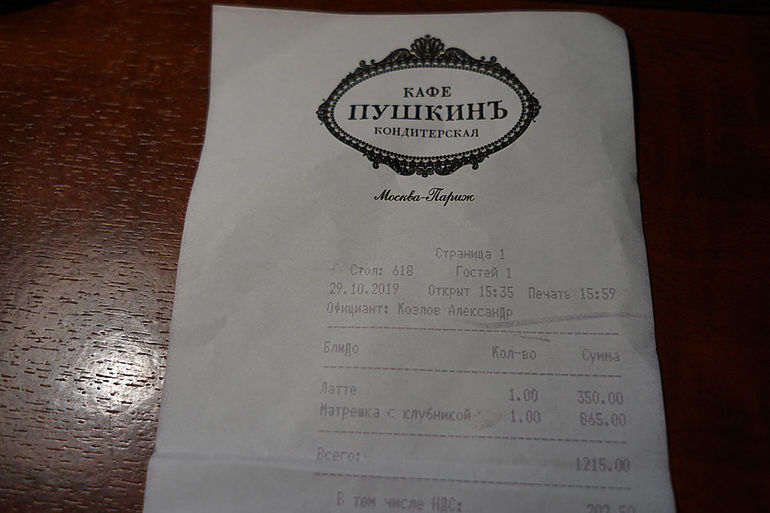 КАФЕ
ПУШКИНЪ
КОНДИТЕРСКАЯ
Москва-Париж
Страница 1
Стол: 618 Гостей 1
29.10.2019 Открыт 15:35 Печать 15:59
Официант: Козлов Александр
Блюдо Кол-во Сумма
Латте 1.00 350.00
Матрешка с клубникой 1.00 865.00
Всего: 1215.00
В том числе НДС: 202.50